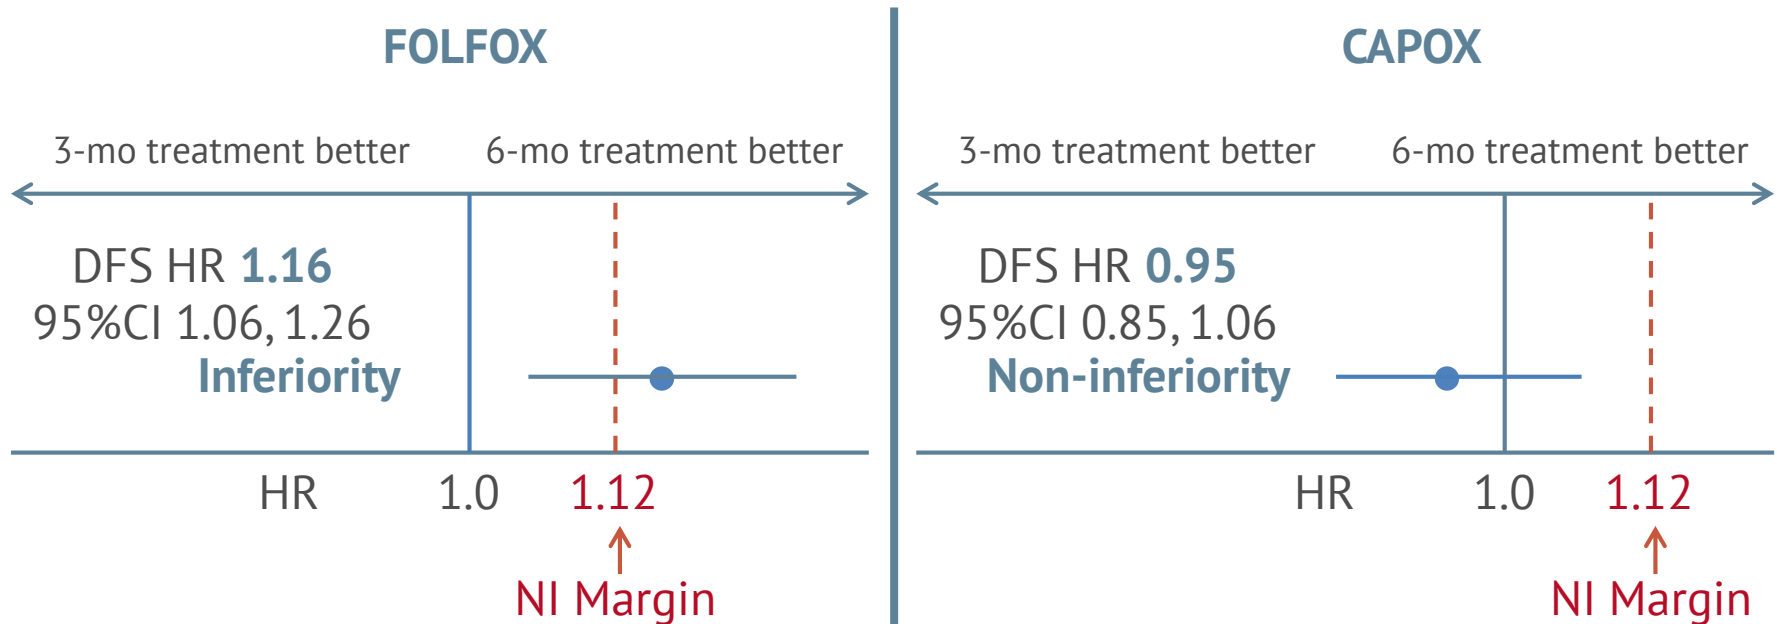 FOLFOX
3-mo treatment better 6-mo treatment better
DFS HR 1.16
95%CI 1.06, 1.26
Inferiority
HR 1.0 1.12
NI Margin
CAPOX
3-mo treatment better 6-mo treatment better
DFS HR 0.95
95%CI 0.85, 1.06
Non-inferiority
HR 1.0 1.12
NI Margin